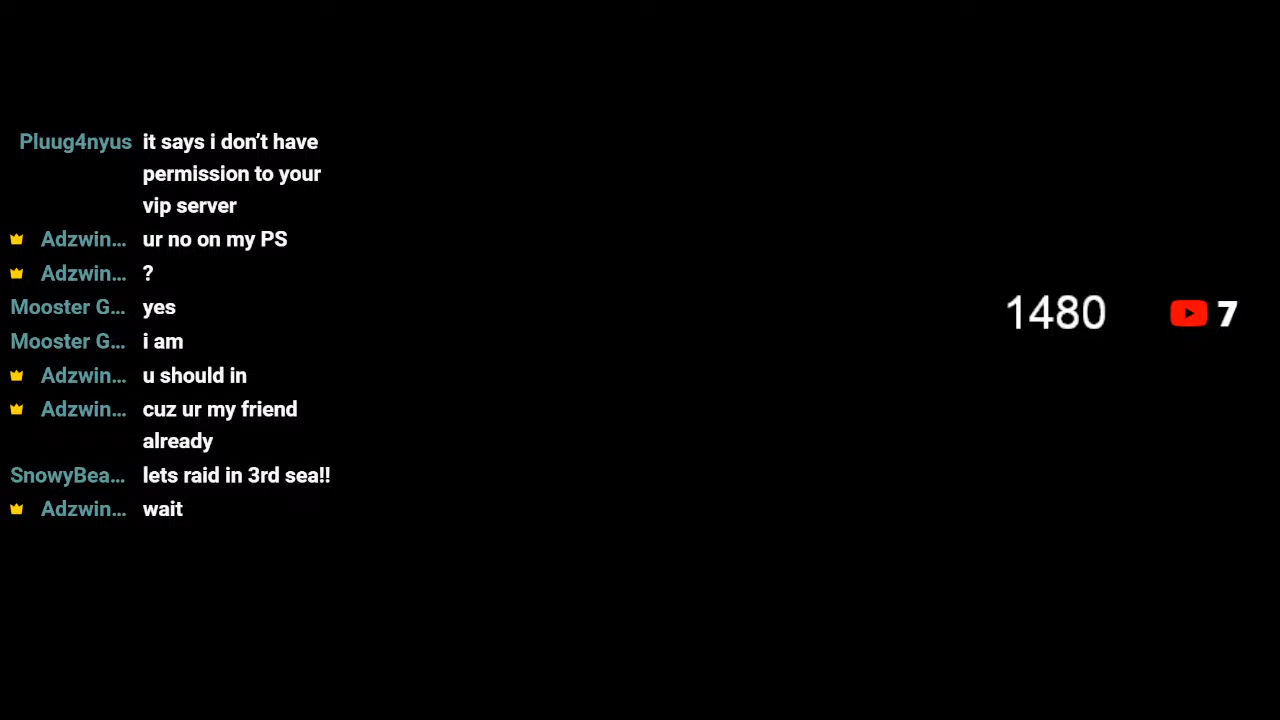 Pluug4nyus it says i don’t have
permission to your
vip server
Adzwin... ur no on my PS
Adzwin... ?
Mooster G... yes
Mooster G... i am
Adzwin... u should in
Adzwin... cuz ur my friend
already
SnowyBea... lets raid in 3rd sea!!
Adzwin... wait
1480
7